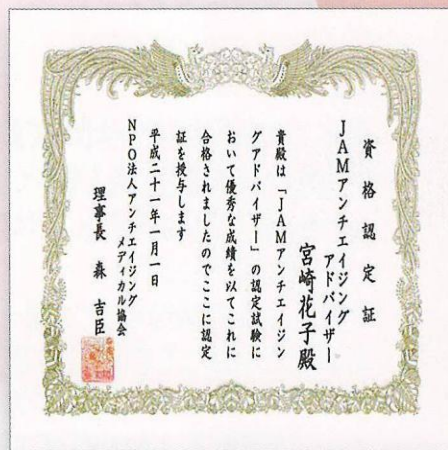 資格認定証
JAMアンチエイジング
アドバイザー
宮崎花子殿
貴殿は「JAMアンチエイジン
グアドバイザー」の認定試験に
おいて優秀な成績を以てこれに
合格されましたのでここに認定
証を授与します
平成二十一年一月一日
NPO法人アンチエイジング
メディカル協会
理事長 森吉臣